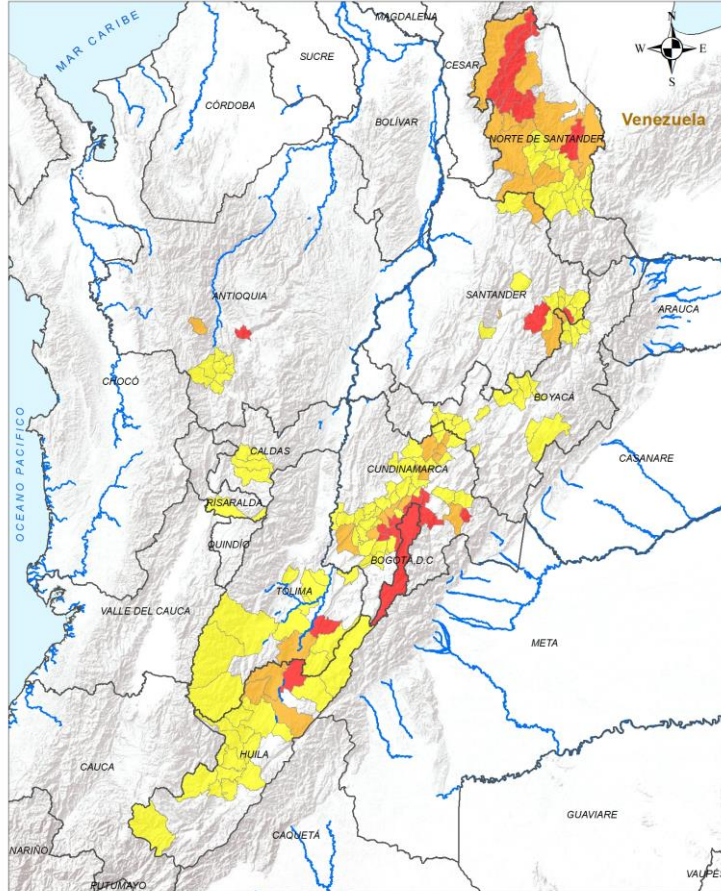 MAGDALENA
N
MAR CARIBE
W
E
SUCRE
CESAR
S
CÓRDOBA
BOLÍVAR
Venezuela
NORTE DE SANTANDER
ANTIOQUIA
SANTANDER
ARAUCA
CHOCÓ
BOYACÁ
CALDAS
CUNDINAMARCA
CASANARE
OCEANO PACIFICO
RISARALDA
QUINDÍO
BOGOTÁ, D.C
TOLIMA
VALLE DEL CAUCA
META
HUILA
CAUCA
GUAVIARE
CAQUETÁ
NARIÑO
PUTUMAYO
VAUPÉS